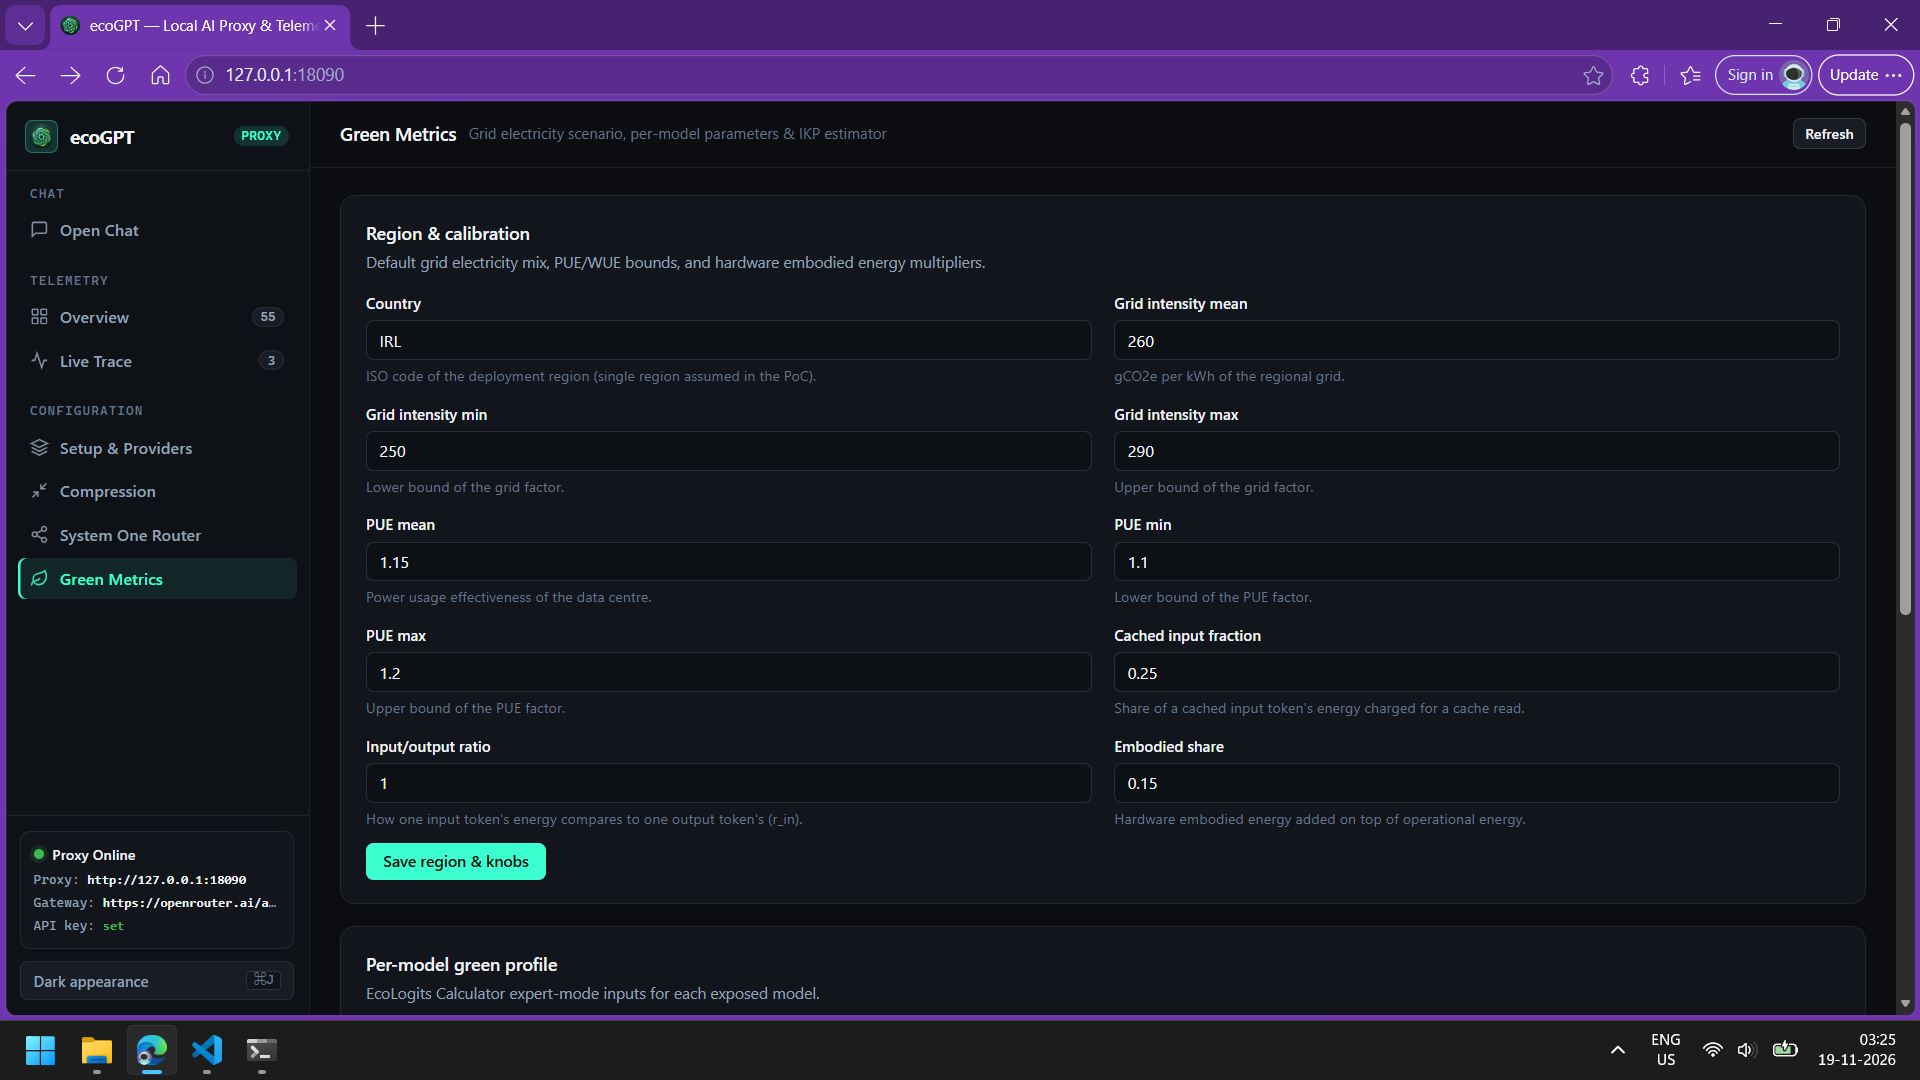 ecoGPT — Local AI Proxy & Telem
127.0.0.1:18090
Sign in
Update
ecoGPT
PROXY
CHAT
Open Chat
TELEMETRY
Overview 55
Live Trace 3
CONFIGURATION
Setup & Providers
Compression
System One Router
Green Metrics
Proxy Online
Proxy: http://127.0.0.1:18090
Gateway: https://openrouter.ai/a…
API key: set
Dark appearance ⌘J
Green Metrics Grid electricity scenario, per-model parameters & IKP estimator
Refresh
Region & calibration
Default grid electricity mix, PUE/WUE bounds, and hardware embodied energy multipliers.
Country
IRL
ISO code of the deployment region (single region assumed in the PoC).
Grid intensity mean
260
gCO2e per kWh of the regional grid.
Grid intensity min
250
Lower bound of the grid factor.
Grid intensity max
290
Upper bound of the grid factor.
PUE mean
1.15
Power usage effectiveness of the data centre.
PUE min
1.1
Lower bound of the PUE factor.
PUE max
1.2
Upper bound of the PUE factor.
Cached input fraction
0.25
Share of a cached input token's energy charged for a cache read.
Input/output ratio
1
How one input token's energy compares to one output token's (r_in).
Embodied share
0.15
Hardware embodied energy added on top of operational energy.
Save region & knobs
Per-model green profile
EcoLogits Calculator expert-mode inputs for each exposed model.
ENG
US
03:25
19-11-2026